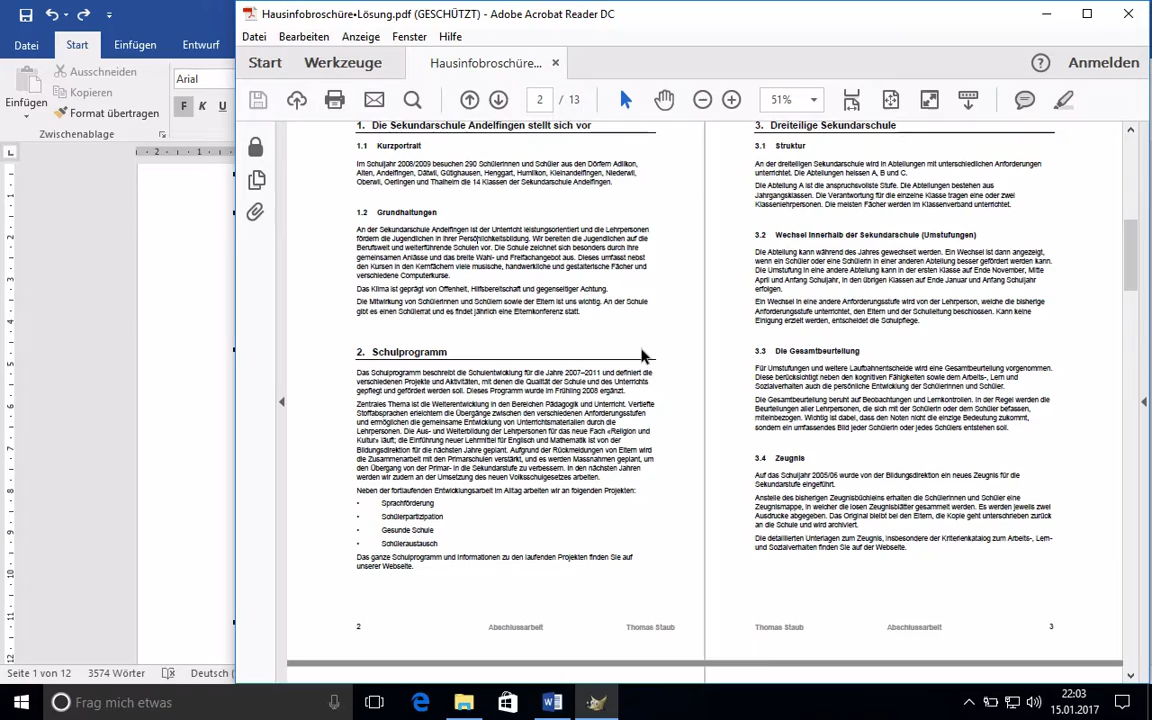 Hausinfobroschüre•Lösung.pdf (GESCHÜTZT) - Adobe Acrobat Reader DC
Datei Bearbeiten Anzeige Fenster Hilfe
Datei Start Einfügen Entwurf
Start Werkzeuge Hausinfobroschüre... × Anmelden
Ausschneiden
Kopieren
Format übertragen
Einfügen
Arial
F K U
Zwischenablage
2 / 13 51%
1. Die Sekundarschule Andelfingen stellt sich vor
1.1 Kurzportrait
Im Schuljahr 2008/2009 besuchen 290 Schülerinnen und Schüler aus den Dörfern Adlikon,
Alten, Andelfingen, Dätwil, Gütighausen, Henggart, Humlikon, Kleinandelfingen, Niederwil,
Oberwil, Oerlingen und Thalheim die 14 Klassen der Sekundarschule Andelfingen.
1.2 Grundhaltungen
An der Sekundarschule Andelfingen ist der Unterricht leistungsorientiert und die Lehrpersonen
fördern die Jugendlichen in ihrer Persönlichkeitsbildung. Wir bereiten die Jugendlichen auf die
Berufswelt und weiterführende Schulen vor. Die Schule zeichnet sich besonders durch ihre
gemeinsamen Anlässe und das breite Wahl- und Freifachangebot aus. Dieses umfasst nebst
den Kursen in den Kernfächern viele musische, handwerkliche und gestalterische Fächer und
verschiedene Computerkurse.
Das Klima ist geprägt von Offenheit, Hilfsbereitschaft und gegenseitiger Achtung.
Die Mitwirkung von Schülerinnen und Schülern sowie der Eltern ist uns wichtig. An der Schule
gibt es einen Schülerrat und es findet jährlich eine Elternkonferenz statt.
2. Schulprogramm
Das Schulprogramm beschreibt die Schulentwicklung für die Jahre 2007–2011 und definiert die
verschiedenen Projekte und Aktivitäten, mit denen die Qualität der Schule und des Unterrichts
gepflegt und gefördert werden soll. Dieses Programm wurde im Frühling 2008 ergänzt.
Zentrales Thema ist die Weiterentwicklung in den Bereichen Pädagogik und Unterricht. Vertiefte
Stoffabsprachen erleichtern die Übergänge zwischen den verschiedenen Anforderungsstufen
und ermöglichen die gemeinsame Entwicklung von Unterrichtsmaterialien durch die
Lehrpersonen. Die Aus- und Weiterbildung der Lehrpersonen für das neue Fach «Religion und
Kultur» läuft; die Einführung neuer Lehrmittel für Englisch und Mathematik ist von der
Bildungsdirektion für die nächsten Jahre geplant. Aufgrund der Rückmeldungen von Eltern wird
die Zusammenarbeit mit den Primarschulen verstärkt, und es werden Massnahmen geplant, um
den Übergang von der Primar- in die Sekundarstufe zu verbessern. In den nächsten Jahren
werden wir zudem an der Umsetzung des neuen Volksschulgesetzes arbeiten.
Neben der fortlaufenden Entwicklungsarbeit im Alltag arbeiten wir an folgenden Projekten:
• Sprachförderung
• Schülerpartizipation
• Gesunde Schule
• Schüleraustausch
Das ganze Schulprogramm und Informationen zu den laufenden Projekten finden Sie auf
unserer Webseite.
2 Abschlussarbeit Thomas Staub
3. Dreiteilige Sekundarschule
3.1 Struktur
An der dreiteiligen Sekundarschule wird in Abteilungen mit unterschiedlichen Anforderungen
unterrichtet. Die Abteilungen heissen A, B und C.
Die Abteilung A ist die anspruchsvollste Stufe. Die Abteilungen bestehen aus
Jahrgangsklassen. Die Verantwortung für die einzelne Klasse tragen eine oder zwei
Klassenlehrpersonen. Die meisten Fächer werden im Klassenverband unterrichtet.
3.2 Wechsel innerhalb der Sekundarschule (Umstufungen)
Die Abteilung kann während des Jahres gewechselt werden. Ein Wechsel ist dann angezeigt,
wenn ein Schüler oder eine Schülerin in einer anderen Abteilung besser gefördert werden kann.
Die Umstufung in eine andere Abteilung kann in der ersten Klasse auf Ende November, Mitte
April und Anfang Schuljahr, in den übrigen Klassen auf Ende Januar und Anfang Schuljahr
erfolgen.
Ein Wechsel in eine andere Anforderungsstufe wird von der Lehrperson, welche die bisherige
Anforderungsstufe unterrichtet, den Eltern und der Schulleitung beschlossen. Kann keine
Einigung erzielt werden, entscheidet die Schulpflege.
3.3 Die Gesamtbeurteilung
Für Umstufungen und weitere Laufbahnentscheide wird eine Gesamtbeurteilung vorgenommen.
Diese berücksichtigt neben den kognitiven Fähigkeiten sowie dem Arbeits-, Lern und
Sozialverhalten auch die persönliche Entwicklung der Schülerinnen und Schüler.
Die Gesamtbeurteilung beruht auf Beobachtungen und Lernkontrollen. In der Regel werden die
Beurteilungen aller Lehrpersonen, die sich mit der Schülerin oder dem Schüler befassen,
miteinbezogen. Wichtig ist dabei, dass den Noten nicht die einzige Bedeutung zukommt,
sondern ein umfassendes Bild jeder Schülerin oder jedes Schülers entstehen soll.
3.4 Zeugnis
Auf das Schuljahr 2005/06 wurde von der Bildungsdirektion ein neues Zeugnis für die
Sekundarstufe eingeführt.
Anstelle des bisherigen Zeugnisbüchleins erhalten die Schülerinnen und Schüler eine
Zeugnismappe, in welcher die losen Zeugnisblätter gesammelt werden. Es werden jeweils zwei
Ausdrucke abgegeben. Das Original bleibt bei den Eltern, die Kopie geht unterschrieben zurück
an die Schule und wird archiviert.
Die detaillierten Unterlagen zum Zeugnis, insbesondere der Kriterienkatalog zum Arbeits-, Lern-
und Sozialverhalten finden Sie auf der Webseite.
Thomas Staub Abschlussarbeit 3
Seite 1 von 12 3574 Wörter Deutsch (
Frag mich etwas
22:03
15.01.2017